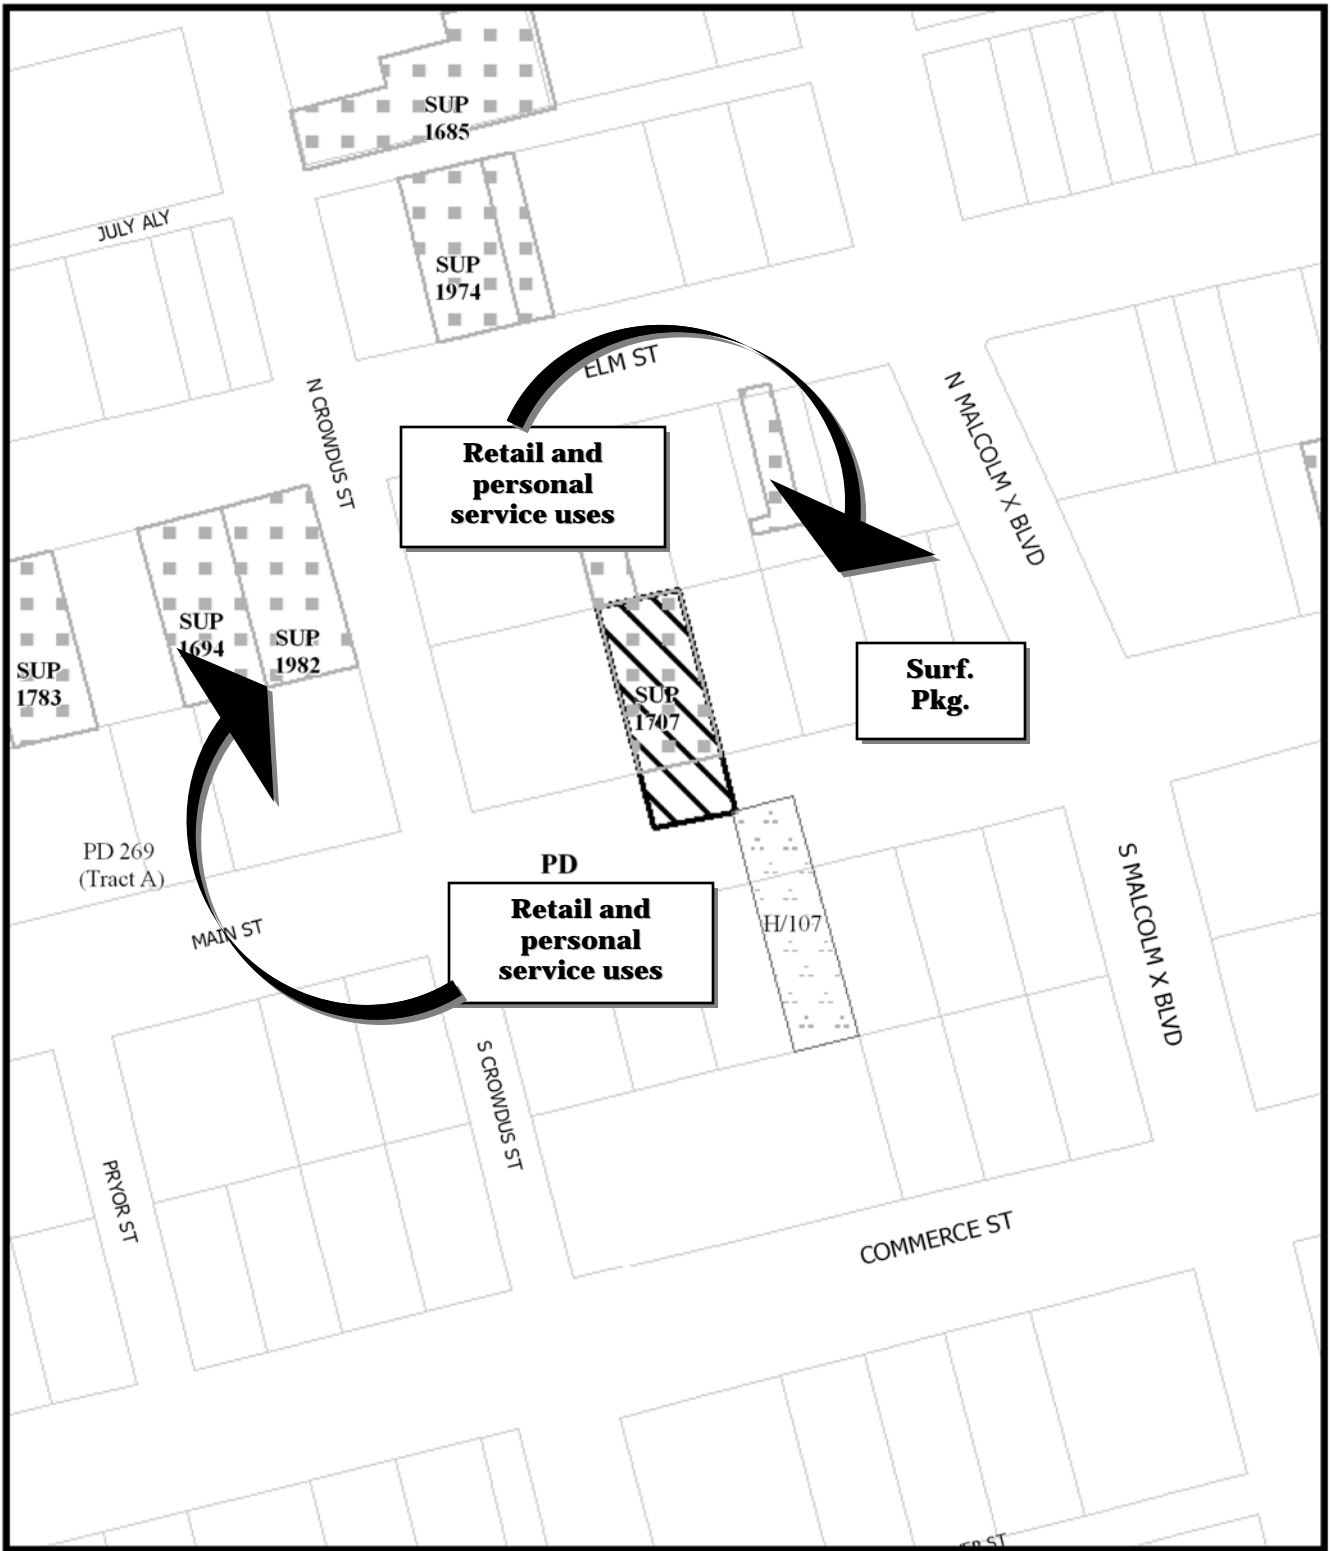 SUP
1685
JULY ALY
SUP
1974
ELM ST
N CROWDUS ST
N MALCOLM X BLVD
Retail and
personal
service uses
SUP
1694
SUP
1982
SUP
1783
Surf.
Pkg.
SUP
1707
PD 269
(Tract A)
PD
Retail and
personal
service uses
H/107
MAIN ST
S MALCOLM X BLVD
S CROWDUS ST
PRYOR ST
COMMERCE ST
ST